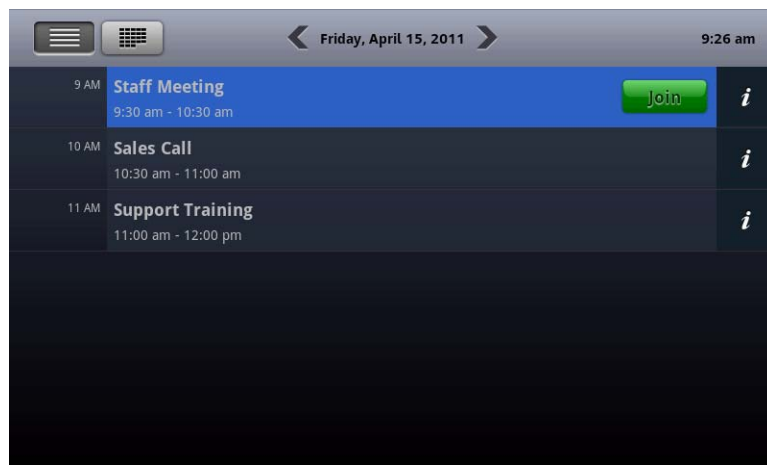 Friday, April 15, 2011
9:26 am
9 AM
Staff Meeting
9:30 am - 10:30 am
Join
i
10 AM
Sales Call
10:30 am - 11:00 am
i
11 AM
Support Training
11:00 am - 12:00 pm
i